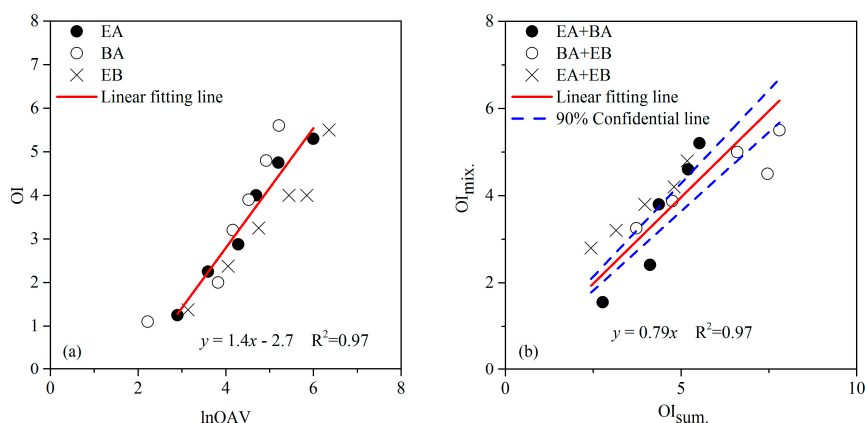 8
7
6
5
4
3
2
1
0
OI
EA
BA
EB
Linear fitting line
y = 1.4x - 2.7 R²=0.97
(a)
0 2 4 6 8
lnOAV
8
6
4
2
0
OImix.
EA+BA
BA+EB
EA+EB
Linear fitting line
90% Confidential line
y = 0.79x R²=0.97
(b)
0 5 10
OIsum.